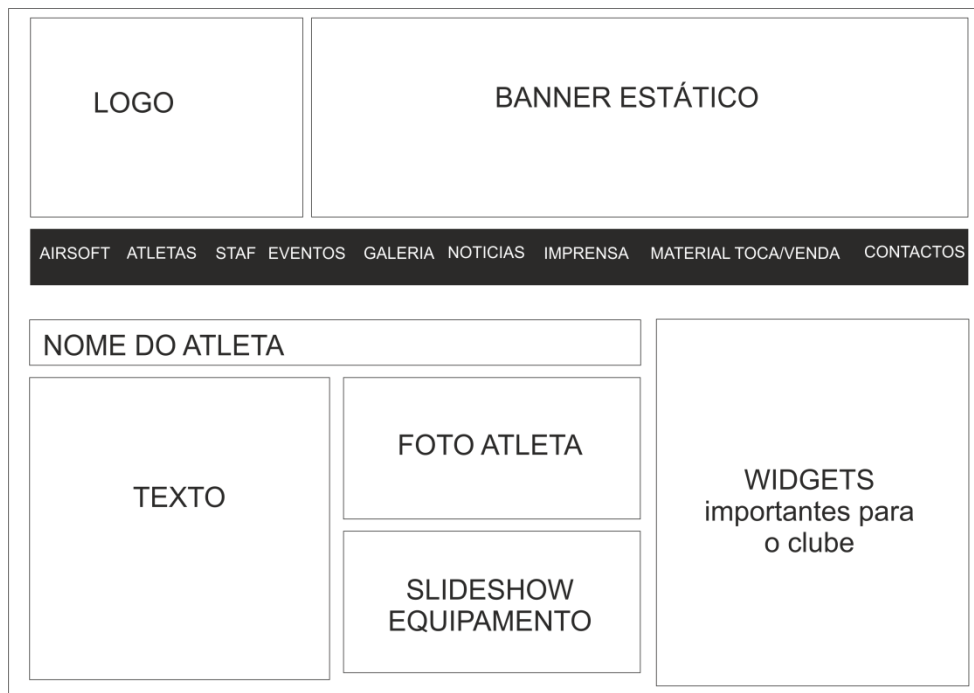 LOGO
BANNER ESTÁTICO
AIRSOFT ATLETAS STAF EVENTOS GALERIA NOTICIAS IMPRENSA MATERIAL TOCA/VENDA CONTACTOS
NOME DO ATLETA
TEXTO
FOTO ATLETA
SLIDESHOW
EQUIPAMENTO
WIDGETS
importantes para
o clube